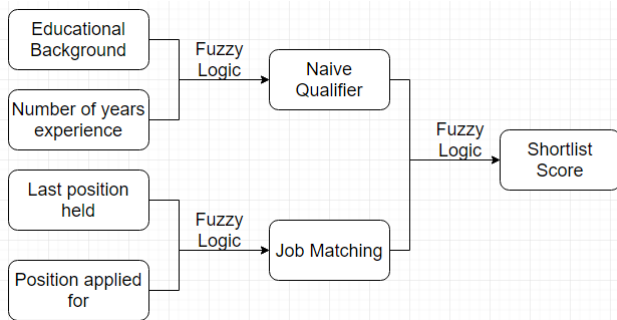 Educational
Background
Number of years
experience
Fuzzy
Logic
Naive
Qualifier
Last position
held
Position applied
for
Fuzzy
Logic
Job Matching
Fuzzy
Logic
Shortlist
Score